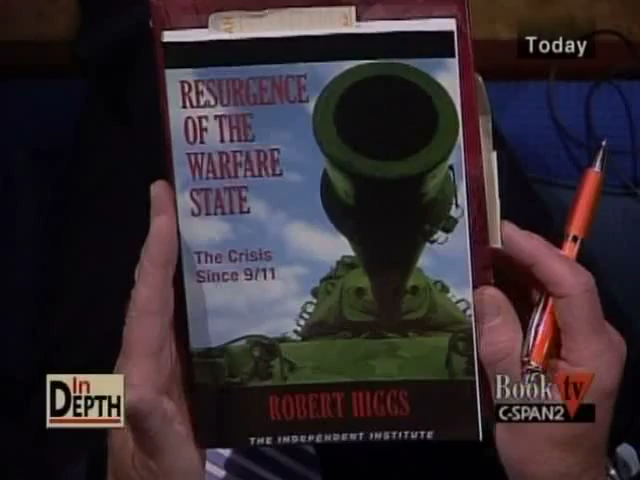 AH
Today
RESURGENCE
OF THE
WARFARE
STATE
The Crisis
Since 9/11
ROBERT HIGGS
THE INDEPENDENT INSTITUTE
In
DEPTH
Book tv
C-SPAN2